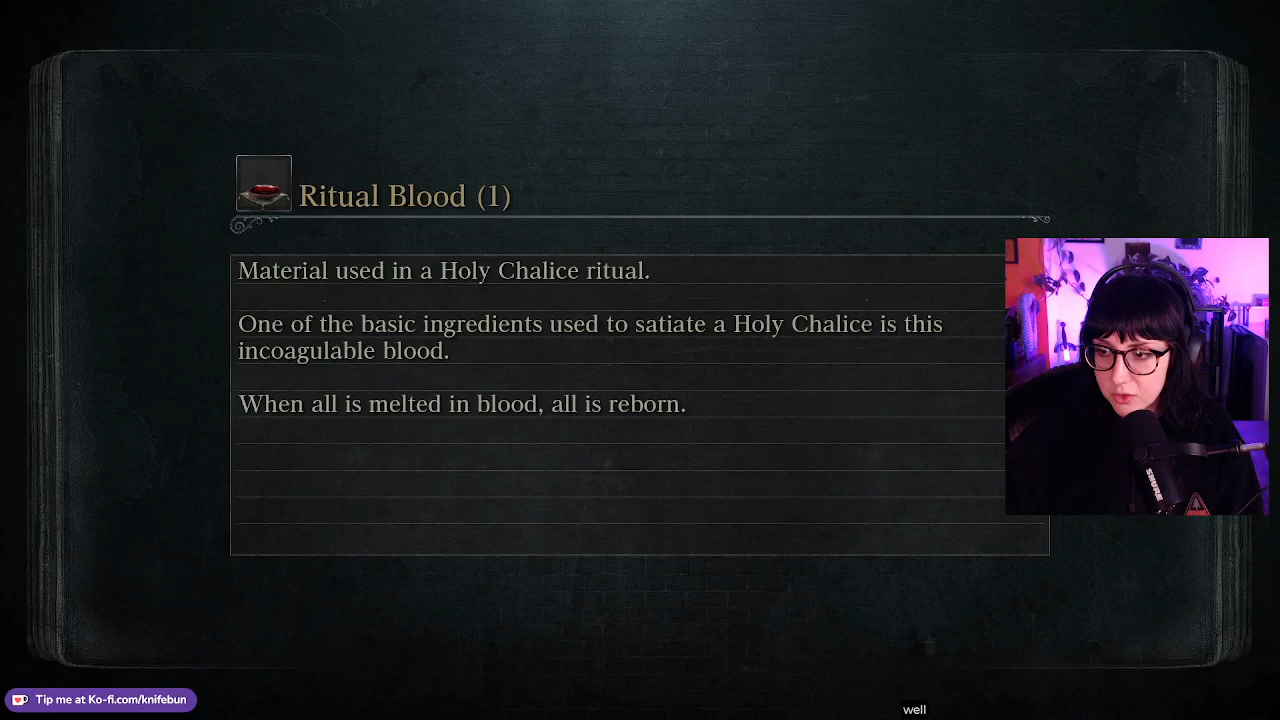 Ritual Blood (1)
Material used in a Holy Chalice ritual.
One of the basic ingredients used to satiate a Holy Chalice is this
incoagulable blood.
When all is melted in blood, all is reborn.
SHURE
Tip me at Ko-fi.com/knifebun
well